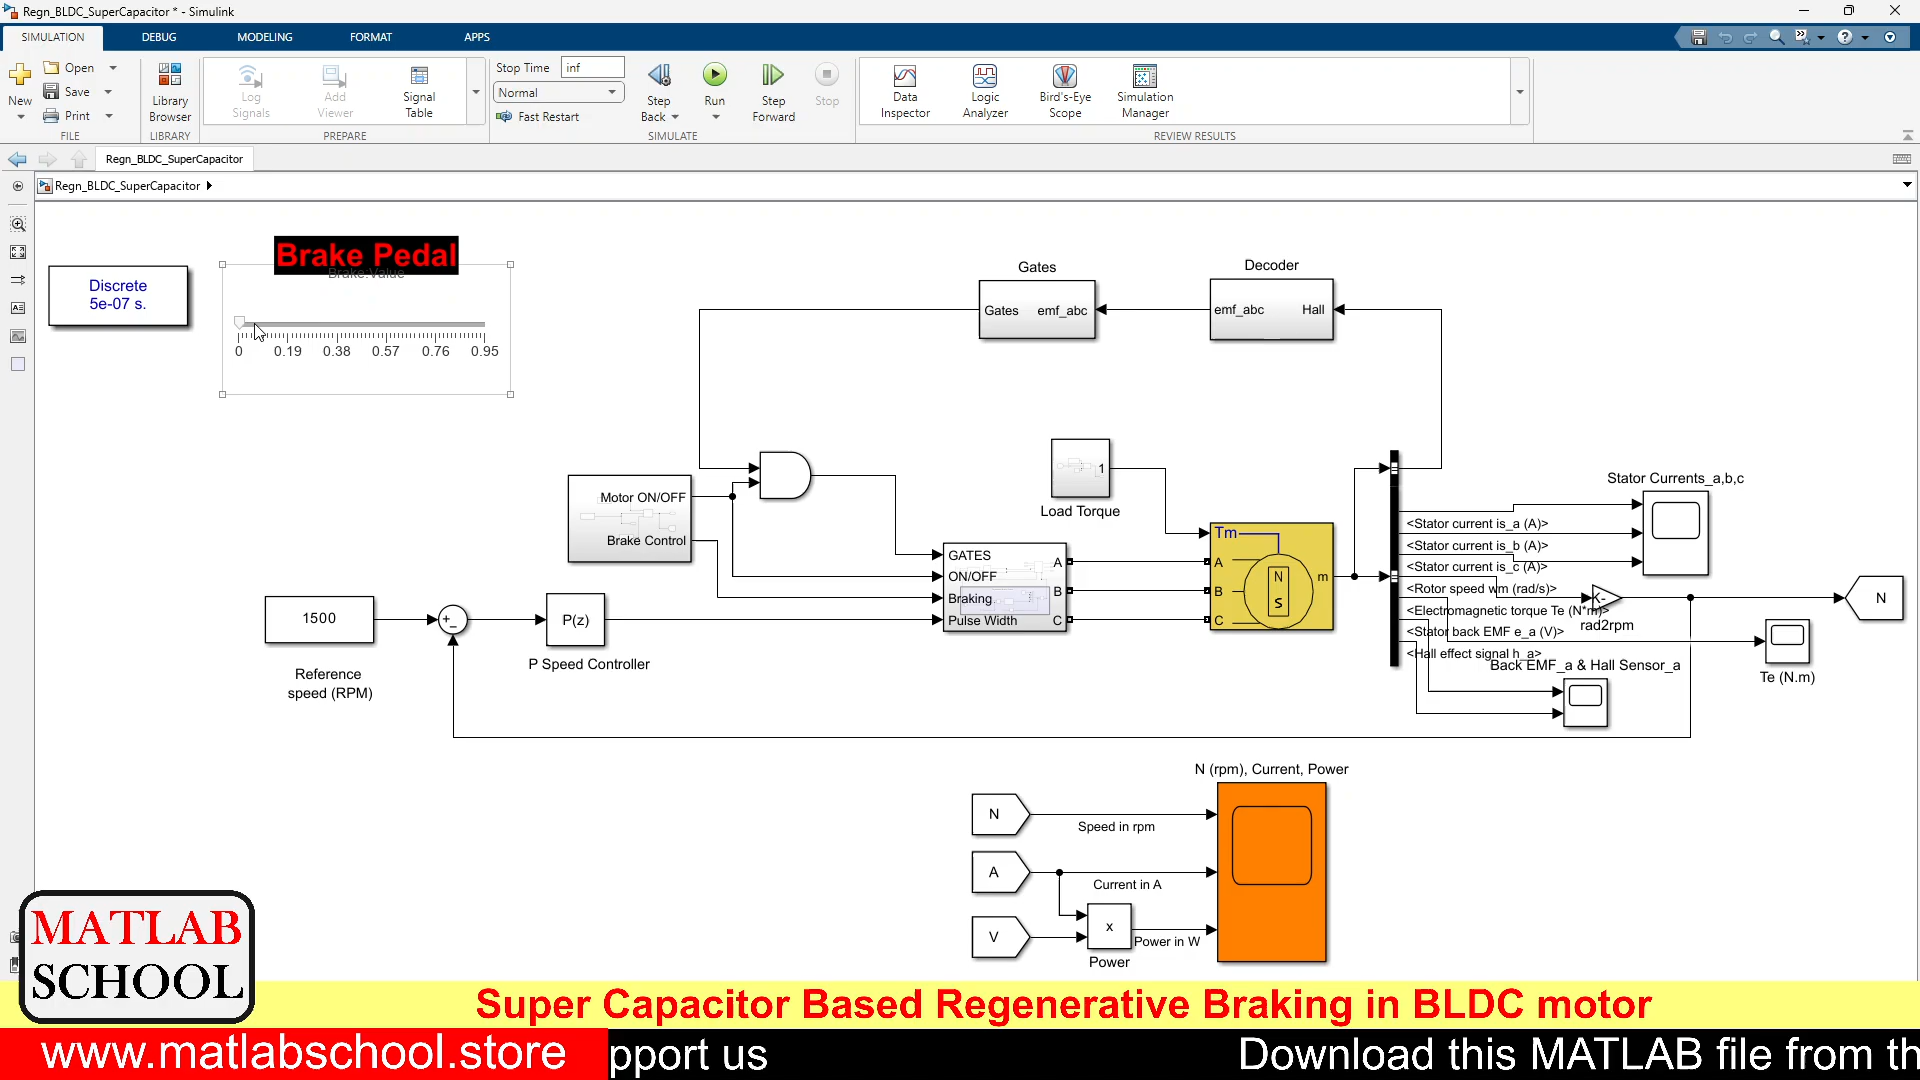 Regn_BLDC_SuperCapacitor * - Simulink
SIMULATION DEBUG MODELING FORMAT APPS
New
Open
Save
Print
FILE
Library Browser
LIBRARY
Log Signals
Add Viewer
Signal Table
PREPARE
Stop Time inf
Normal
Fast Restart
Step Back
Run
Step Forward
Stop
SIMULATE
Data Inspector
Logic Analyzer
Bird's-Eye Scope
Simulation Manager
REVIEW RESULTS
Regn_BLDC_SuperCapacitor
Regn_BLDC_SuperCapacitor
Brake Pedal
Brake:Value
Discrete
5e-07 s.
0 0.19 0.38 0.57 0.76 0.95
Gates
Gates emf_abc
Decoder
emf_abc Hall
Motor ON/OFF
Brake Control
1
Load Torque
GATES
ON/OFF
Braking
Pulse Width
A
B
C
Tm
A
B
C
N
S
m
Stator Currents_a,b,c
<Stator current is_a (A)>
<Stator current is_b (A)>
<Stator current is_c (A)>
<Rotor speed wm (rad/s)>
<Electromagnetic torque Te (N*m)>
<Stator back EMF e_a (V)>
<Hall effect signal h_a>
K-
rad2rpm
N
Back EMF_a & Hall Sensor_a
Te (N.m)
1500
Reference
speed (RPM)
+
-
P(z)
P Speed Controller
N (rpm), Current, Power
N
Speed in rpm
A
Current in A
V
x
Power in W
Power
MATLAB
SCHOOL
Super Capacitor Based Regenerative Braking in BLDC motor
www.matlabschool.store
pport us
Download this MATLAB file from th